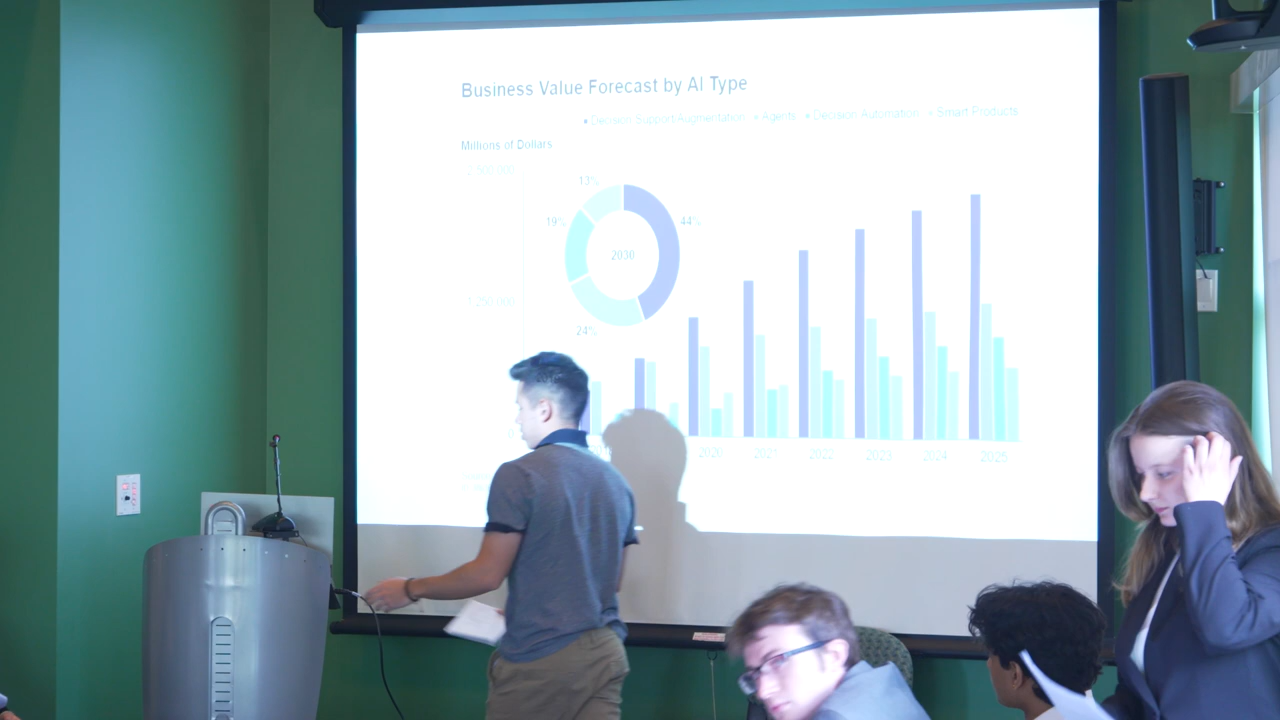 Business Value Forecast by AI Type
Decision Support/Augmentation Agents Decision Automation Smart Products
Millions of Dollars
2,500,000
13%
19%
44%
2030
1,250,000
24%
2020 2021 2022 2023 2024 2025